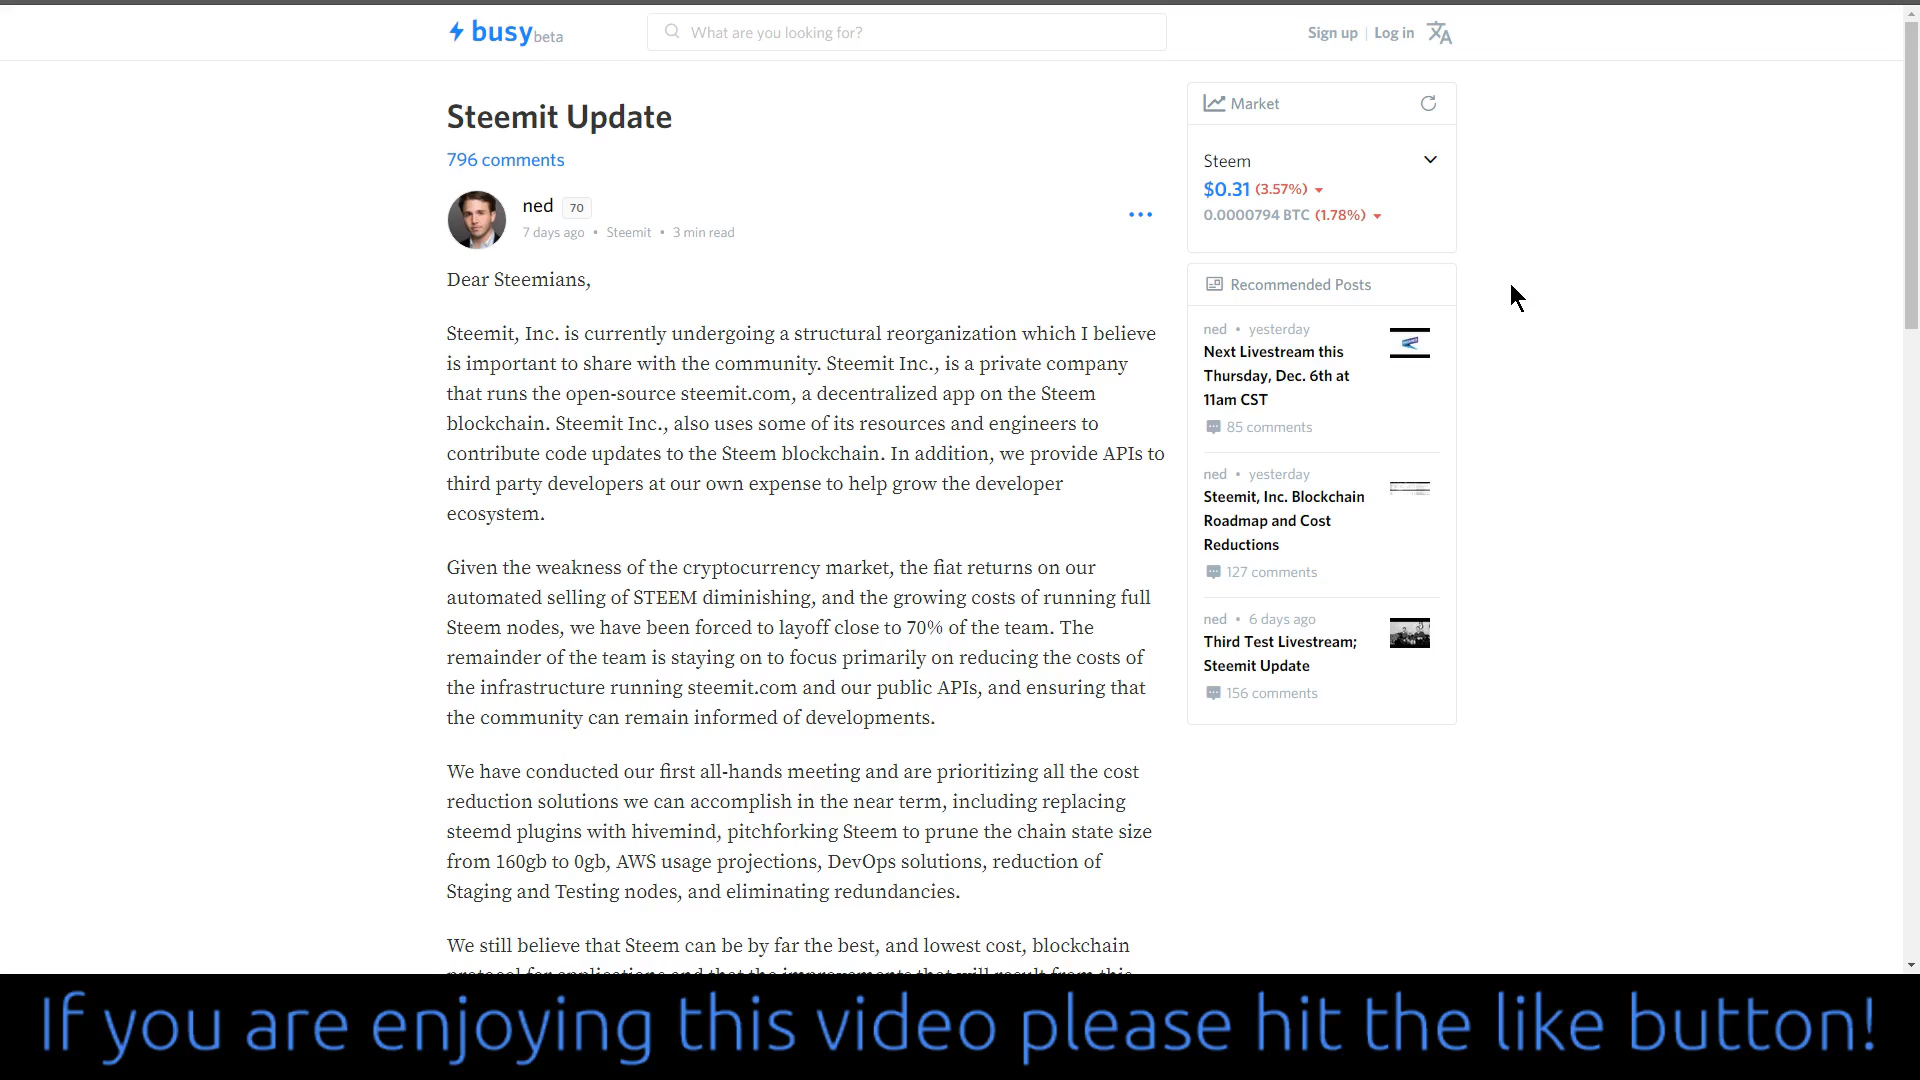 busy beta
What are you looking for?
Sign up | Log in
Steemit Update
796 comments
ned 70
7 days ago • Steemit • 3 min read
Dear Steemians,
Steemit, Inc. is currently undergoing a structural reorganization which I believe
is important to share with the community. Steemit Inc., is a private company
that runs the open-source steemit.com, a decentralized app on the Steem
blockchain. Steemit Inc., also uses some of its resources and engineers to
contribute code updates to the Steem blockchain. In addition, we provide APIs to
third party developers at our own expense to help grow the developer
ecosystem.
Given the weakness of the cryptocurrency market, the fiat returns on our
automated selling of STEEM diminishing, and the growing costs of running full
Steem nodes, we have been forced to layoff close to 70% of the team. The
remainder of the team is staying on to focus primarily on reducing the costs of
the infrastructure running steemit.com and our public APIs, and ensuring that
the community can remain informed of developments.
We have conducted our first all-hands meeting and are prioritizing all the cost
reduction solutions we can accomplish in the near term, including replacing
steemd plugins with hivemind, pitchforking Steem to prune the chain state size
from 160gb to 0gb, AWS usage projections, DevOps solutions, reduction of
Staging and Testing nodes, and eliminating redundancies.
We still believe that Steem can be by far the best, and lowest cost, blockchain
protocol for applications and that the improvements that will result from this
Market
Steem
$0.31 (3.57%)
0.0000794 BTC (1.78%)
Recommended Posts
ned • yesterday
Next Livestream this
Thursday, Dec. 6th at
11am CST
85 comments
ned • yesterday
Steemit, Inc. Blockchain
Roadmap and Cost
Reductions
127 comments
ned • 6 days ago
Third Test Livestream;
Steemit Update
156 comments
If you are enjoying this video please hit the like button!